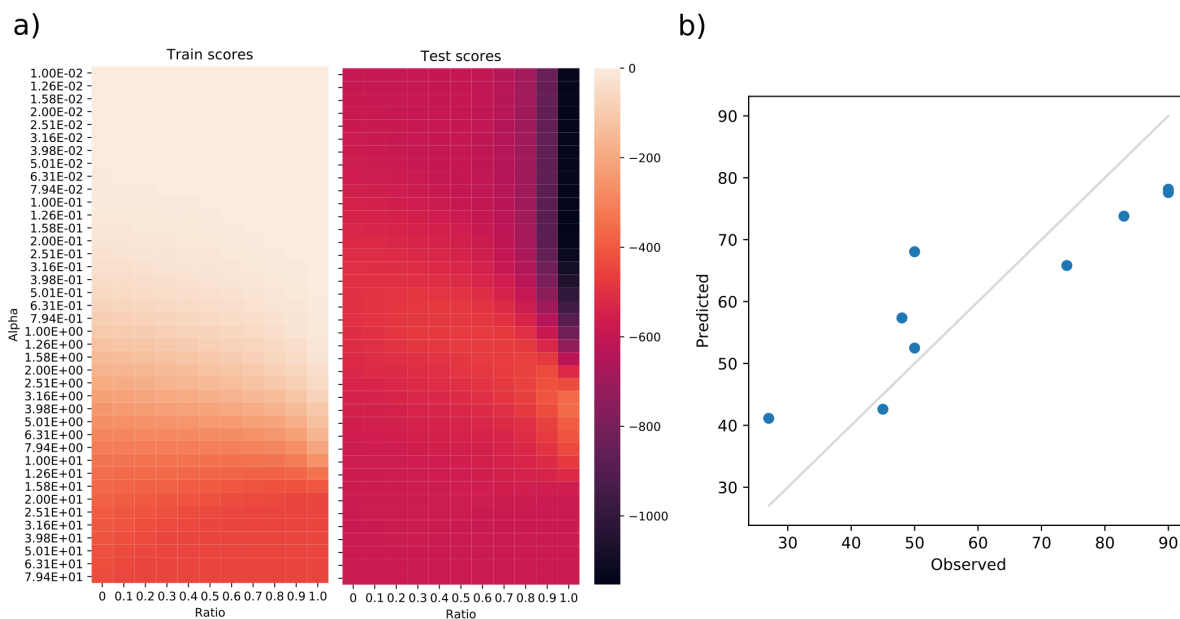 a)
Train scores
Test scores
Alpha
1.00E-02
1.26E-02
1.58E-02
2.00E-02
2.51E-02
3.16E-02
3.98E-02
5.01E-02
6.31E-02
7.94E-02
1.00E-01
1.26E-01
1.58E-01
2.00E-01
2.51E-01
3.16E-01
3.98E-01
5.01E-01
6.31E-01
7.94E-01
1.00E+00
1.26E+00
1.58E+00
2.00E+00
2.51E+00
3.16E+00
3.98E+00
5.01E+00
6.31E+00
7.94E+00
1.00E+01
1.26E+01
1.58E+01
2.00E+01
2.51E+01
3.16E+01
3.98E+01
5.01E+01
6.31E+01
7.94E+01
0 0.1 0.2 0.3 0.4 0.5 0.6 0.7 0.8 0.9 1.0
Ratio
0 0.1 0.2 0.3 0.4 0.5 0.6 0.7 0.8 0.9 1.0
Ratio
0
−200
−400
−600
−800
−1000
b)
Predicted
90
80
70
60
50
40
30
30 40 50 60 70 80 90
Observed